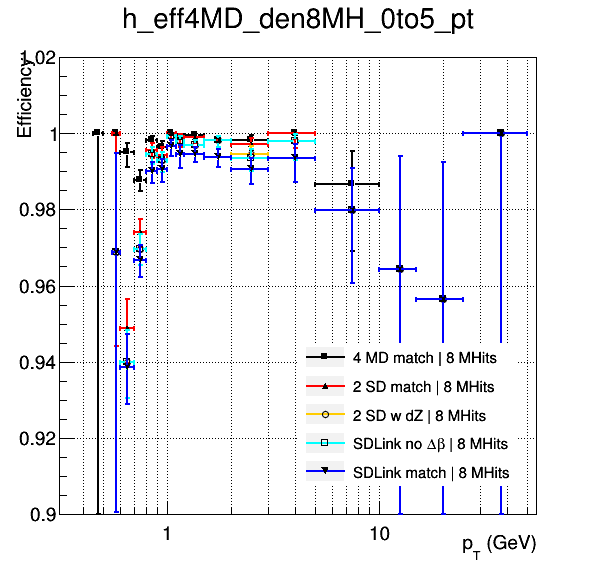 h_eff4MD_den8MH_0to5_pt
Efficiency
1.02
1
0.98
0.96
0.94
0.92
0.9
4 MD match | 8 MHits
2 SD match | 8 MHits
2 SD w dZ | 8 MHits
SDLink no Δβ | 8 MHits
SDLink match | 8 MHits
1
10
p_T (GeV)